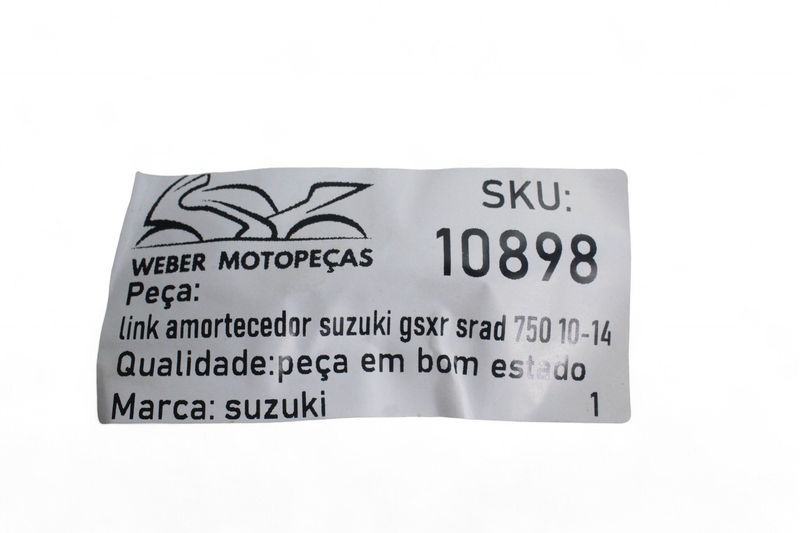 WEBER MOTOPEÇAS
SKU:
10898
Peça:
link amortecedor suzuki gsxr srad 750 10-14
Qualidade:peça em bom estado
Marca: suzuki 1